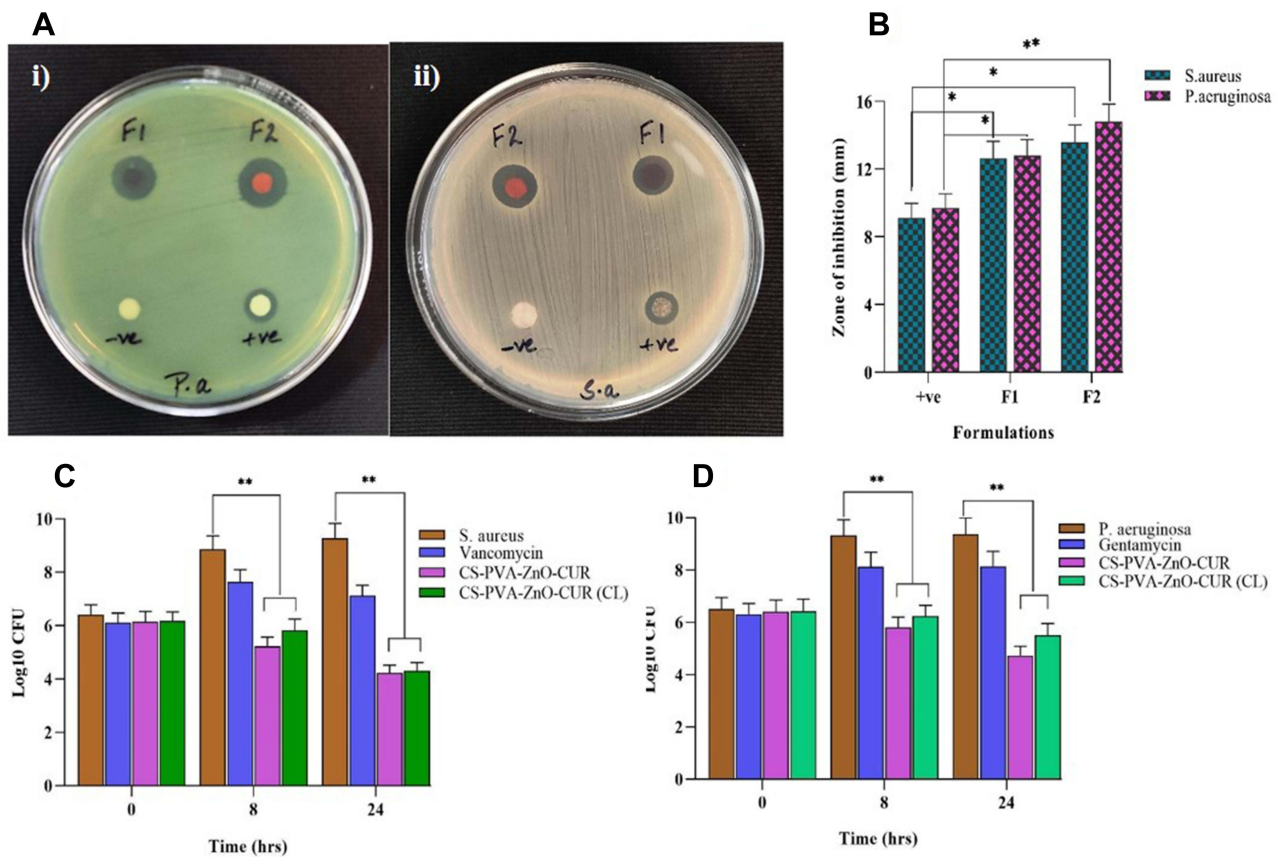 A
i)
F1
F2
-ve
+ve
P.a
ii)
F2
F1
-ve
+ve
S.a
B
**
*
*
*
Zone of inhibition (mm)
16
12
8
4
0
+ve
F1
F2
Formulations
S.aureus
P.aeruginosa
C
**
**
Log10 CFU
10
8
6
4
2
0
0
8
24
Time (hrs)
S. aureus
Vancomycin
CS-PVA-ZnO-CUR
CS-PVA-ZnO-CUR (CL)
D
**
**
Log10 CFU
10
8
6
4
2
0
0
8
24
Time (hrs)
P. aeruginosa
Gentamycin
CS-PVA-ZnO-CUR
CS-PVA-ZnO-CUR (CL)